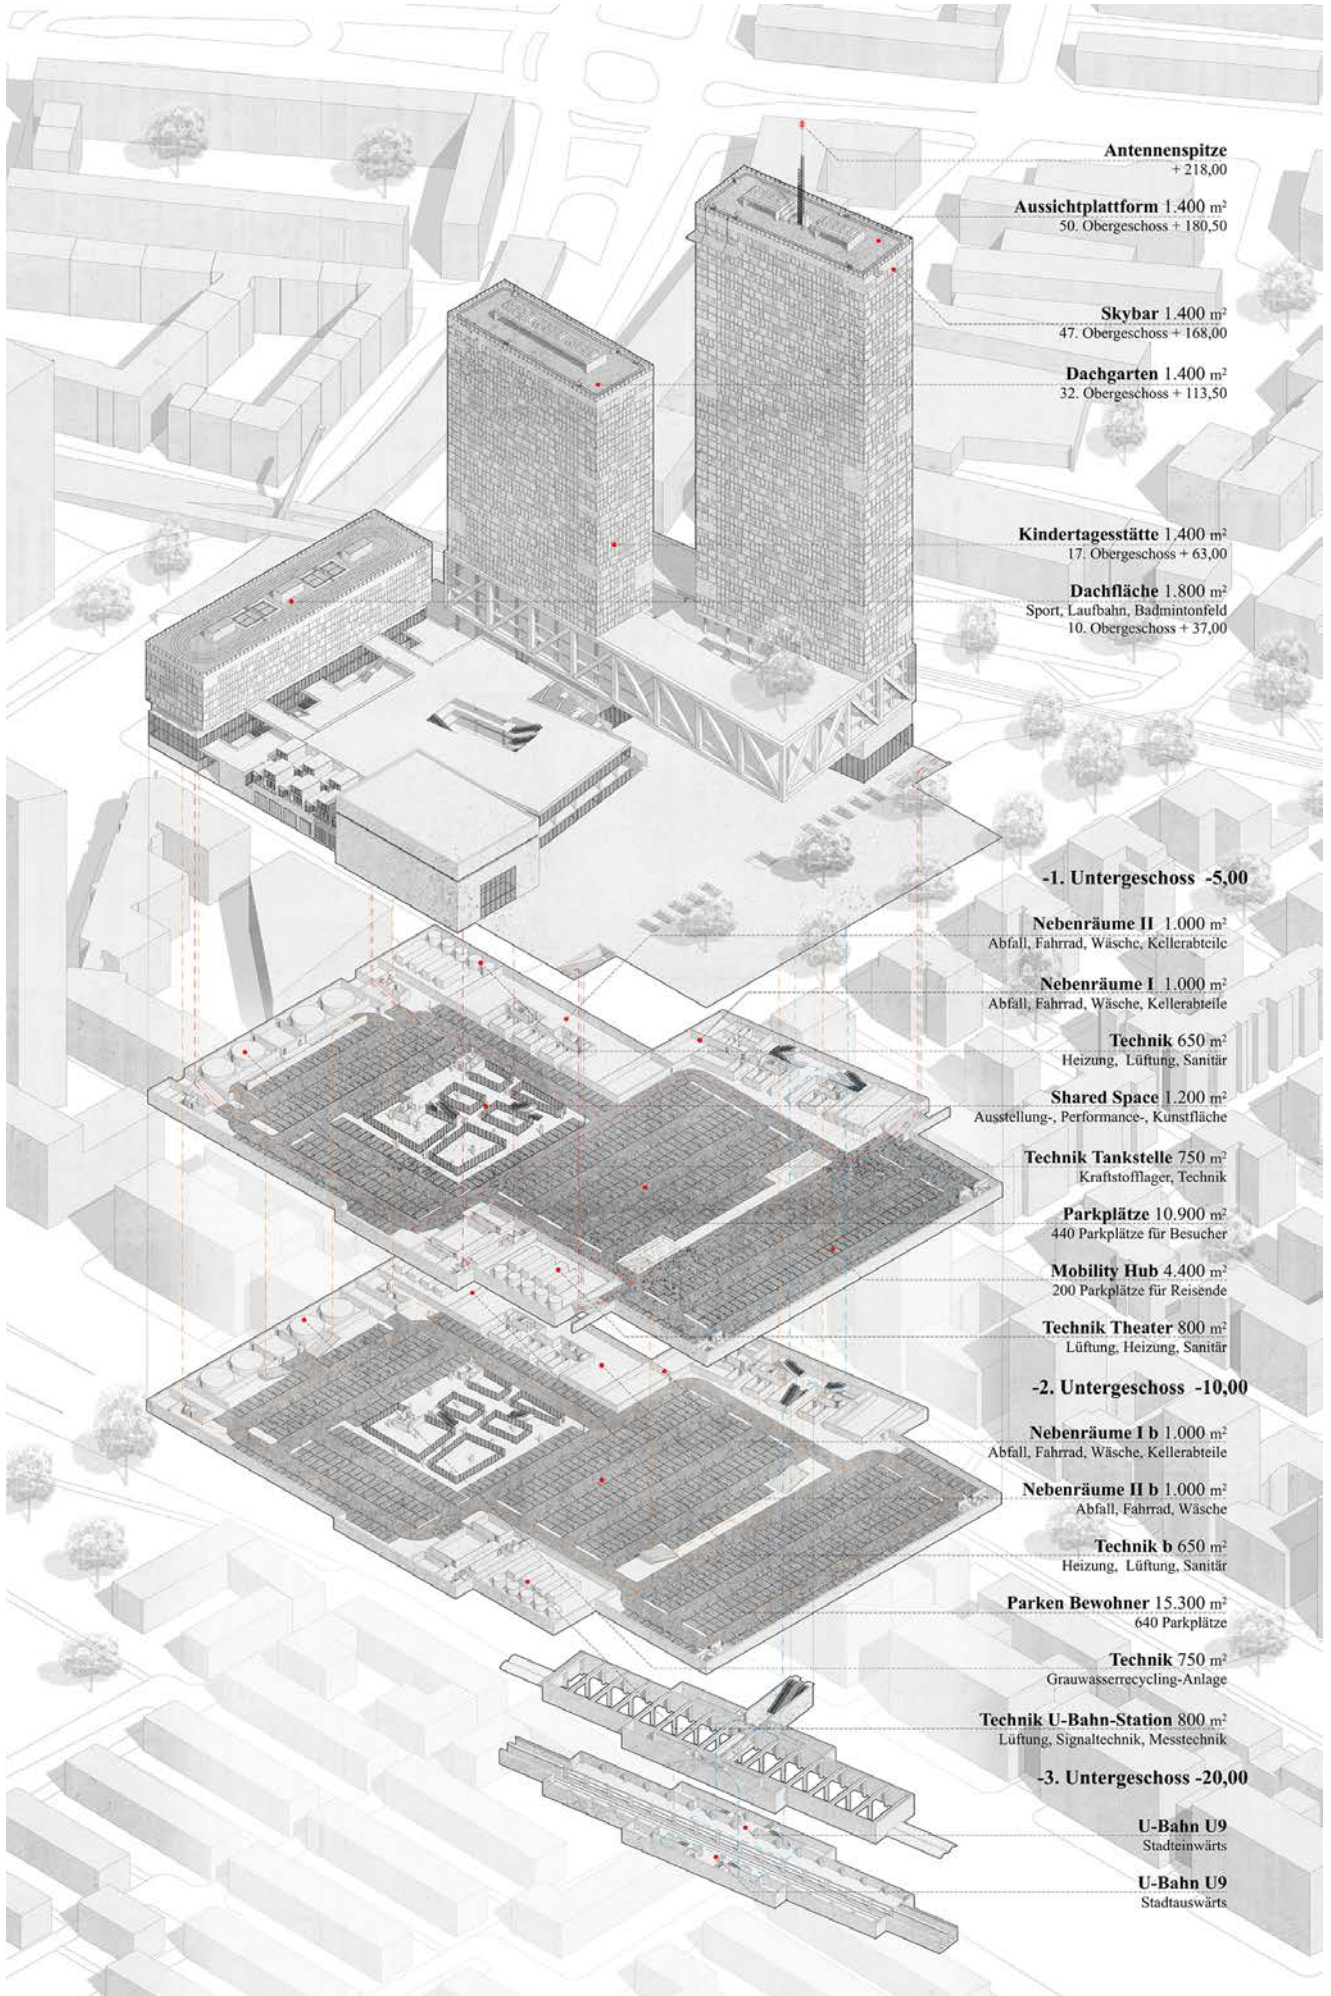 Antennenspitze
+ 218,00
Aussichtplattform 1.400 m²
50. Obergeschoss + 180,50
Skybar 1.400 m²
47. Obergeschoss + 168,00
Dachgarten 1.400 m²
32. Obergeschoss + 113,50
Kindertagesstätte 1.400 m²
17. Obergeschoss + 63,00
Dachfläche 1.800 m²
Sport, Laufbahn, Badmintonfeld
10. Obergeschoss + 37,00
-1. Untergeschoss -5,00
Nebenräume II 1.000 m²
Abfall, Fahrrad, Wäsche, Kellerabteile
Nebenräume I 1.000 m²
Abfall, Fahrrad, Wäsche, Kellerabteile
Technik 650 m²
Heizung, Lüftung, Sanitär
Shared Space 1.200 m²
Ausstellung-, Performance-, Kunstfläche
Technik Tankstelle 750 m²
Kraftstofflager, Technik
Parkplätze 10.900 m²
440 Parkplätze für Besucher
Mobility Hub 4.400 m²
200 Parkplätze für Reisende
Technik Theater 800 m²
Lüftung, Heizung, Sanitär
-2. Untergeschoss -10,00
Nebenräume I b 1.000 m²
Abfall, Fahrrad, Wäsche, Kellerabteile
Nebenräume II b 1.000 m²
Abfall, Fahrrad, Wäsche
Technik b 650 m²
Heizung, Lüftung, Sanitär
Parken Bewohner 15.300 m²
640 Parkplätze
Technik 750 m²
Grauwasserrecycling-Anlage
Technik U-Bahn-Station 800 m²
Lüftung, Signaltechnik, Messtechnik
-3. Untergeschoss -20,00
U-Bahn U9
Stadteinwärts
U-Bahn U9
Stadtauswärts